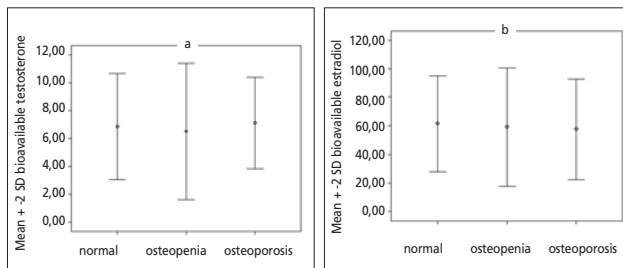 a
Mean + -2 SD bioavailable testosterone
12,00
10,00
8,00
6,00
4,00
2,00
0,00
normal osteopenia osteoporosis
b
Mean + -2 SD bioavailable estradiol
120,00
100,00
80,00
60,00
40,00
20,00
00,00
normal osteopenia osteoporosis